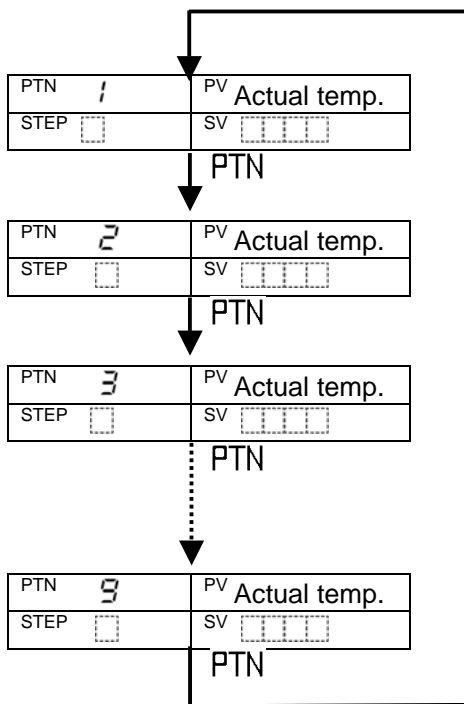 PTN 1 PV Actual temp.
STEP SV
PTN
PTN 2 PV Actual temp.
STEP SV
PTN
PTN 3 PV Actual temp.
STEP SV
PTN
PTN 9 PV Actual temp.
STEP SV
PTN